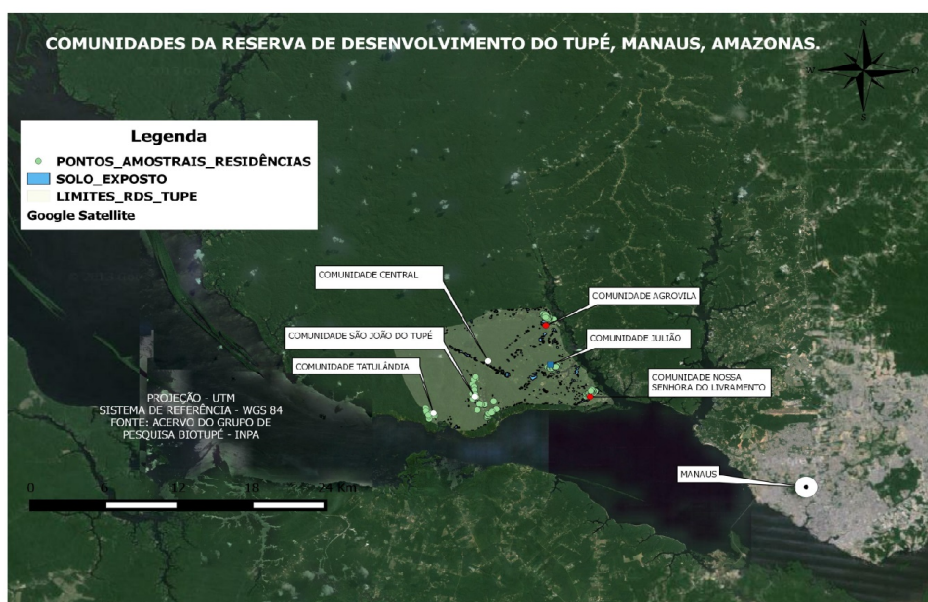 COMUNIDADES DA RESERVA DE DESENVOLVIMENTO DO TUPÉ, MANAUS, AMAZONAS.
N
W
S
Legenda
PONTOS_AMOSTRAIS_RESIDÊNCIAS
SOLO_EXPOSTO
LIMITES_RDS_TUPE
Google Satellite
COMUNIDADE CENTRAL
COMUNIDADE AGROVILA
COMUNIDADE SÃO JOÃO DO TUPÉ
COMUNIDADE JULIÃO
COMUNIDADE TATULÂNDIA
COMUNIDADE NOSSA
SENHORA DO LIVRAMENTO
PROJEÇÃO - UTM
SISTEMA DE REFERÊNCIA - WGS 84
FONTE: ACERVO DO GRUPO DE
PESQUISA BIOTUPÉ - INPA
MANAUS
0 6 12 18 24 Km